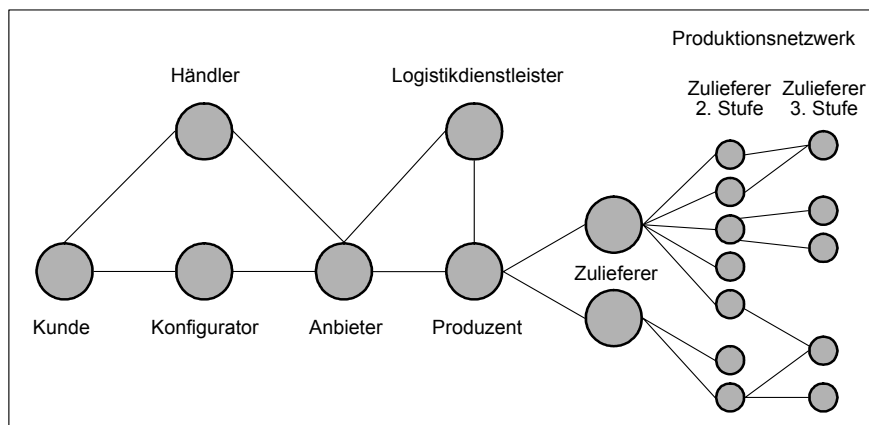 Produktionsnetzwerk
Händler
Logistikdienstleister
Zulieferer
2. Stufe
Zulieferer
3. Stufe
Zulieferer
Kunde
Konfigurator
Anbieter
Produzent